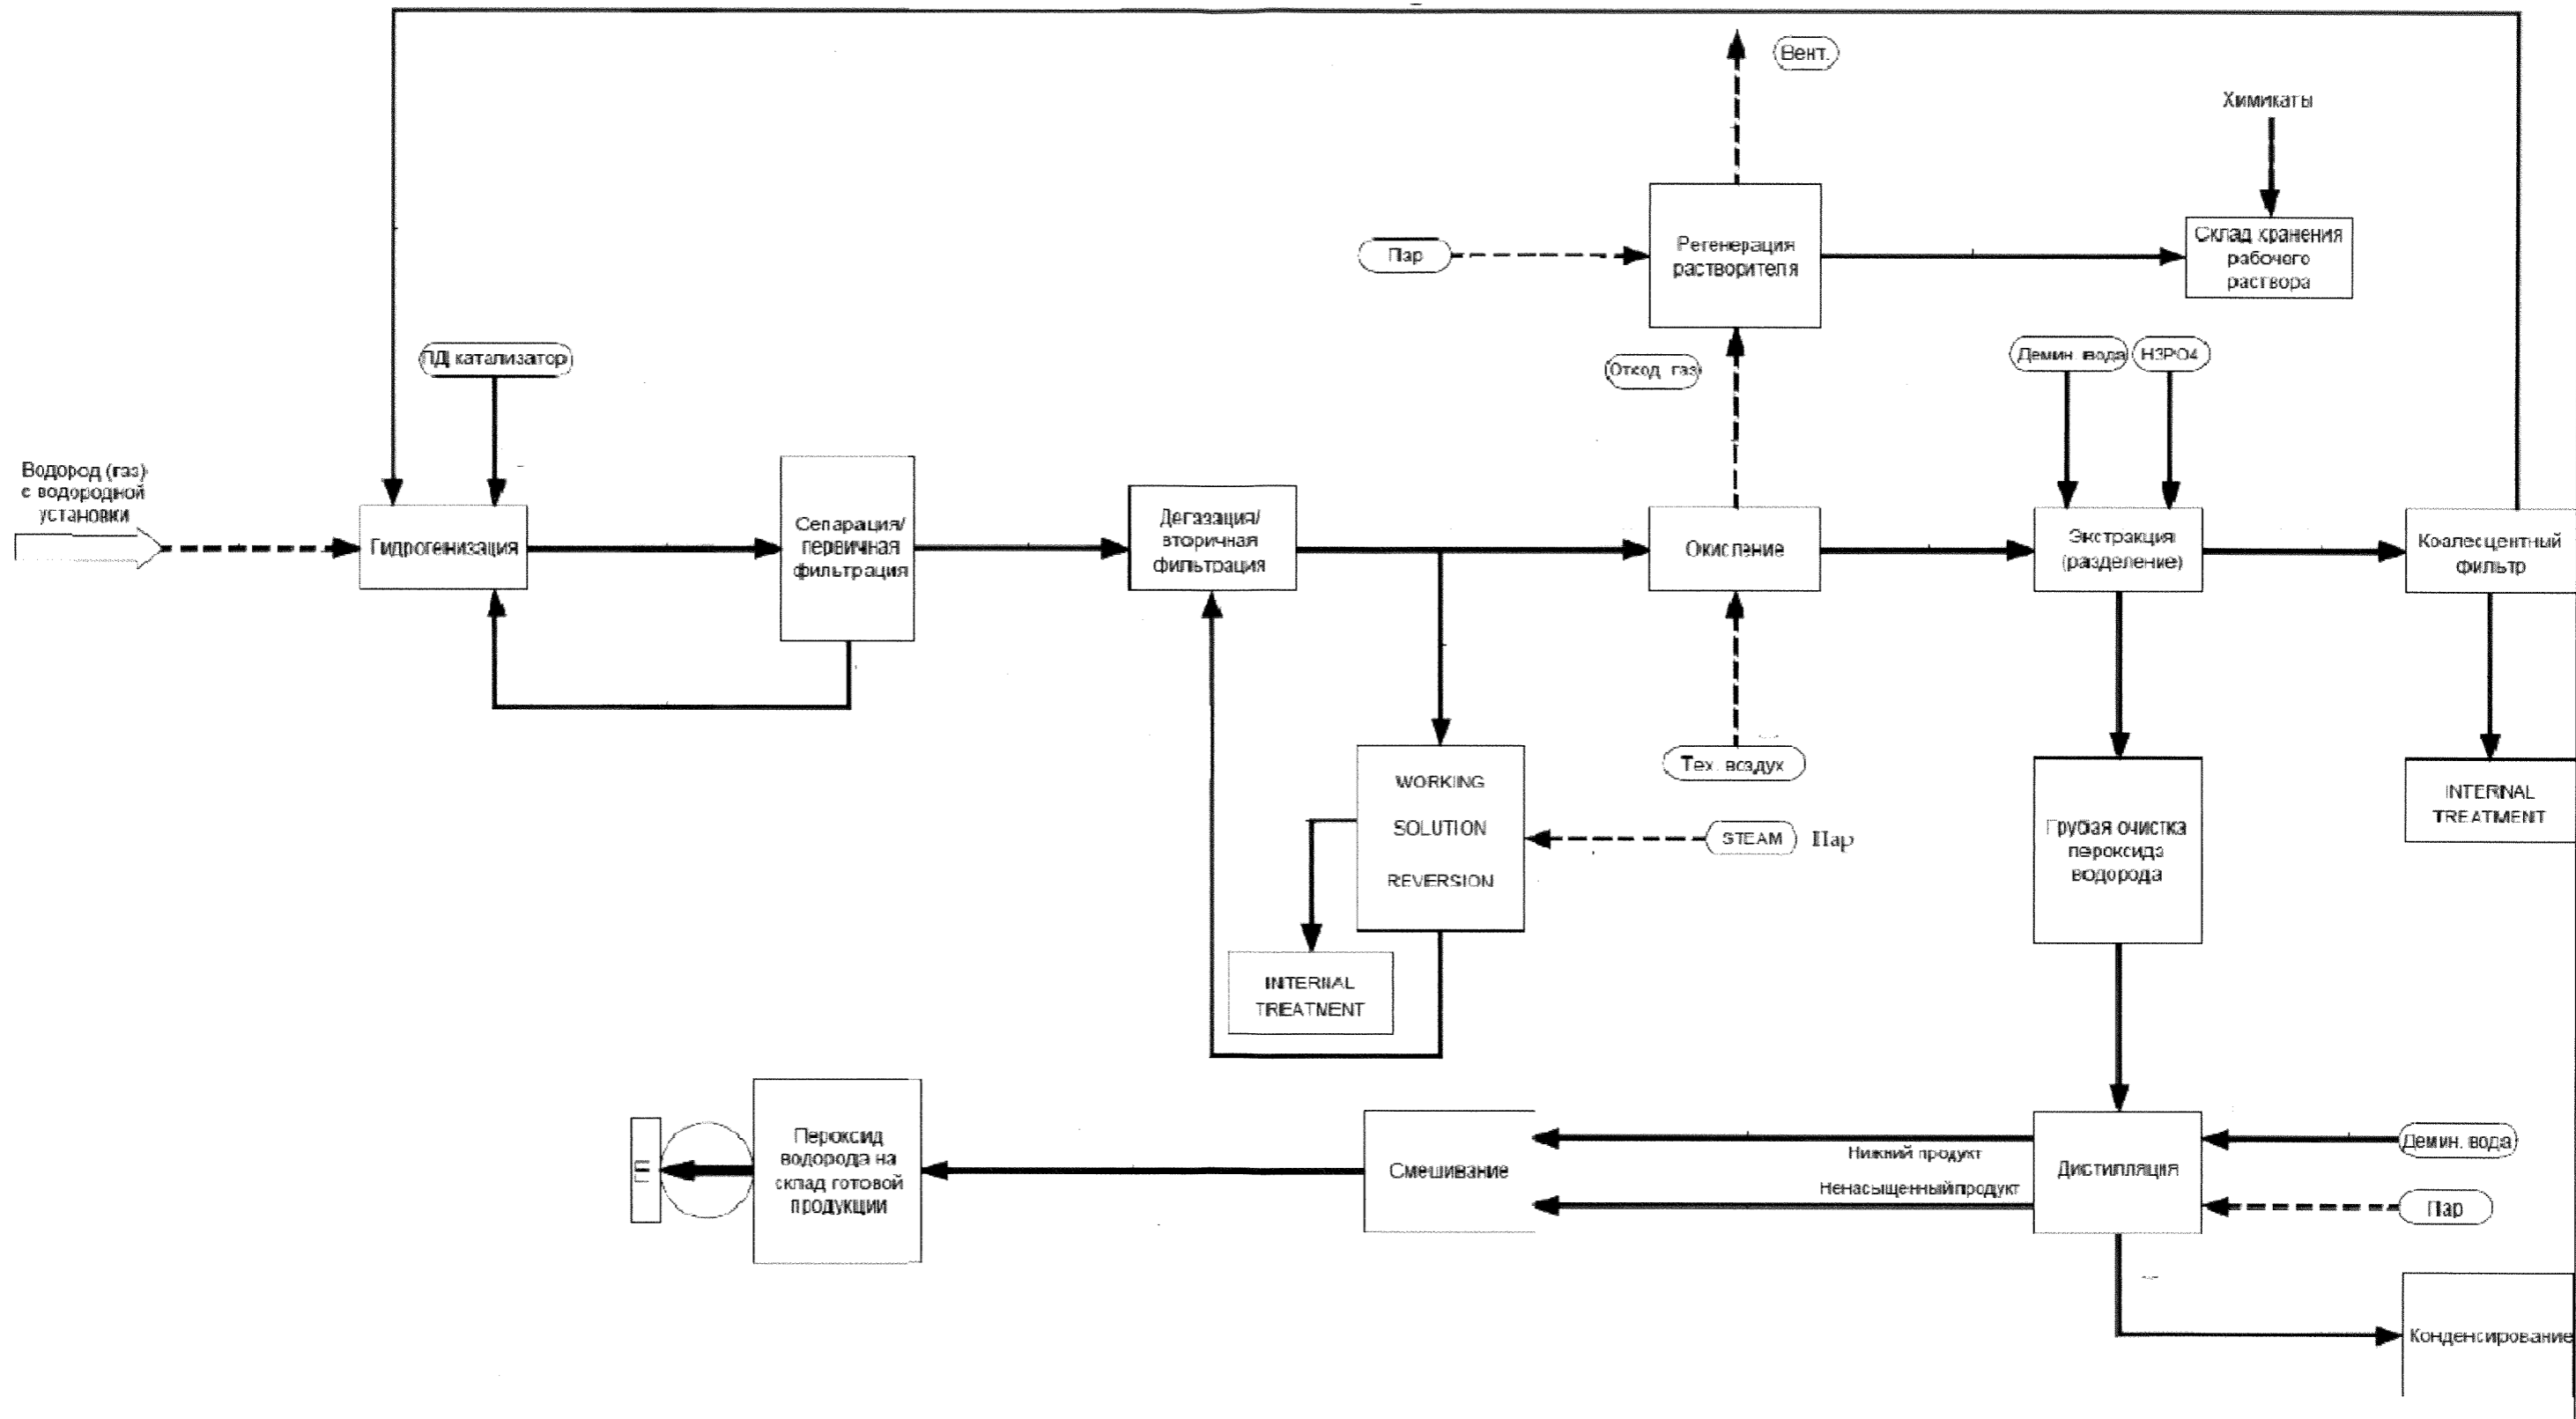 Вент.
Химикаты
Регенерация
растворителя
Пар
Склад хранения
рабочего
раствора
ПД катализатор
Отход. газ
Демин. вода
H3PO4
Водород (газ)
с водородной
установки
Гидрогенизация
Сепарация/
первичная
фильтрация
Дегазация/
вторичная
фильтрация
Окисление
Экстракция
(разделение)
Коалесцентный
фильтр
Тех. воздух
WORKING
SOLUTION
REVERSION
STEAM
Пар
INTERNAL
TREATMENT
Грубая очистка
пероксида
водорода
INTERNAL
TREATMENT
ГП
Пероксид
водорода на
склад готовой
продукции
Смешивание
Нижний продукт
Ненасыщенный продукт
Дистилляция
Демин. вода
Пар
Конденсирование